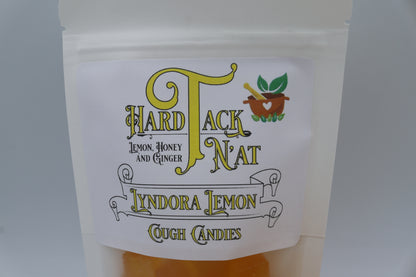 Hard Tack
Lemon, Honey
and Ginger
N'at
Lyndora Lemon
Cough Candies